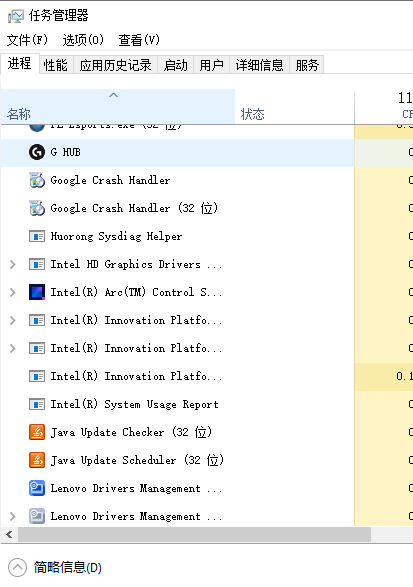 任务管理器
文件(F) 选项(O) 查看(V)
进程 性能 应用历史记录 启动 用户 详细信息 服务
11
名称 状态 CP
(32 位)
G HUB 0
Google Crash Handler 0
Google Crash Handler (32 位) 0
Huorong Sysdiag Helper 0
Intel HD Graphics Drivers ... 0
Intel(R) Arc(TM) Control S... 0
Intel(R) Innovation Platfo... 0
Intel(R) Innovation Platfo... 0
Intel(R) Innovation Platfo... 0.1
Intel(R) System Usage Report 0
Java Update Checker (32 位) 0
Java Update Scheduler (32 位) 0
Lenovo Drivers Management ... 0
Lenovo Drivers Management ... 0
简略信息(D)